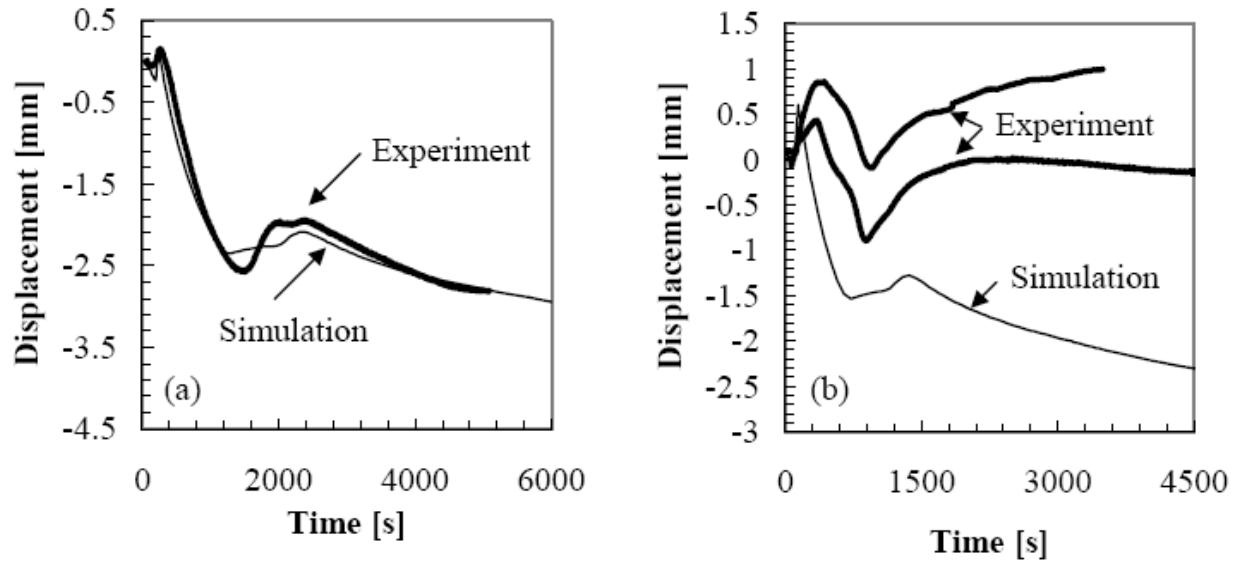 0.5
-0.5
-1.5
-2.5
-3.5
-4.5
Displacement [mm]
Experiment
Simulation
(a)
0
2000
4000
6000
Time [s]
1.5
1
0.5
0
-0.5
-1
-1.5
-2
-2.5
-3
Displacement [mm]
Experiment
Simulation
(b)
0
1500
3000
4500
Time [s]